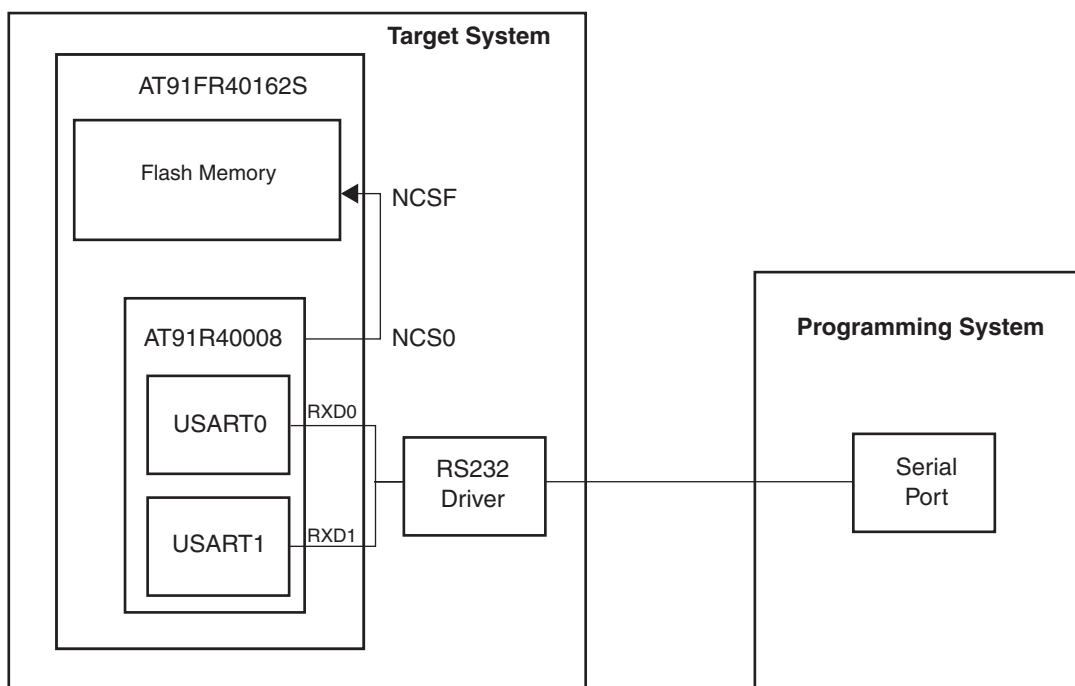 Target System
AT91FR40162S
Flash Memory
NCSF
AT91R40008
NCS0
Programming System
USART0
RXD0
RS232
Driver
Serial
Port
USART1
RXD1